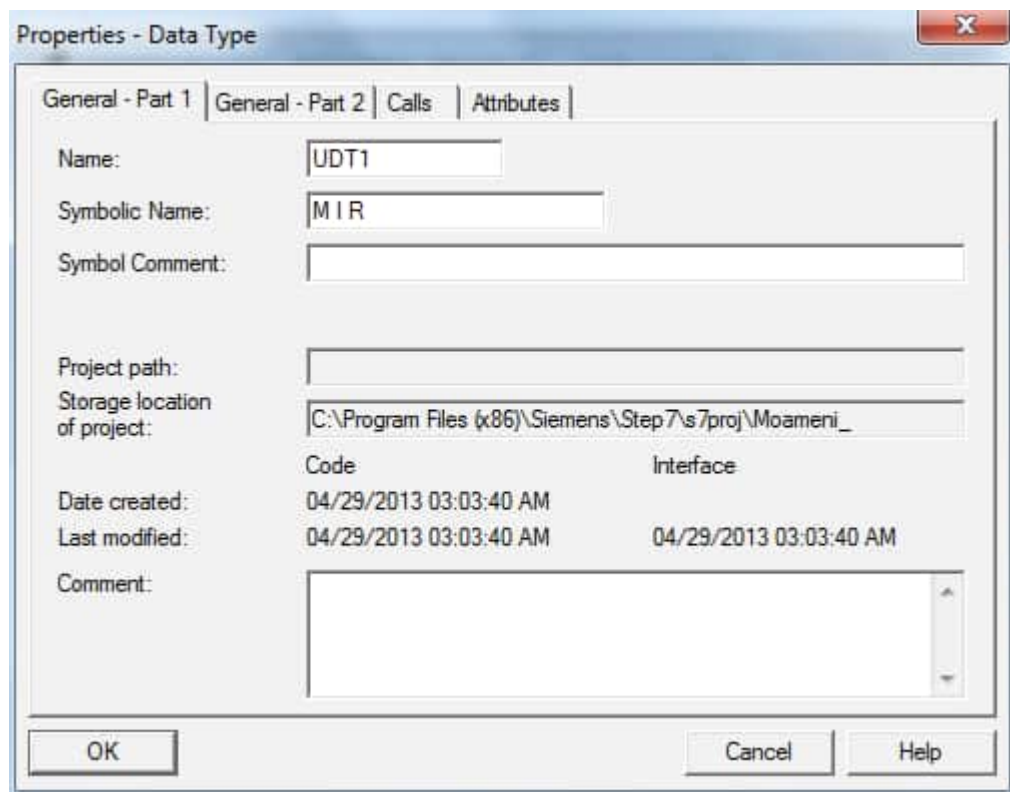 Properties - Data Type
General - Part 1 General - Part 2 Calls Attributes
Name: UDT1
Symbolic Name: M I R
Symbol Comment:
Project path:
Storage location
of project: C:\Program Files (x86)\Siemens\Step7\s7proj\Moameni_
Code Interface
Date created: 04/29/2013 03:03:40 AM
Last modified: 04/29/2013 03:03:40 AM 04/29/2013 03:03:40 AM
Comment:
OK Cancel Help